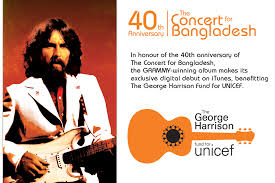 40th Anniversary
The Concert for Bangladesh
In honour of the 40th anniversary of
The Concert for Bangladesh,
the GRAMMY-winning album makes its
exclusive digital debut on iTunes, benefitting
The George Harrison Fund for UNICEF.
The
George
Harrison
fund for
unicef